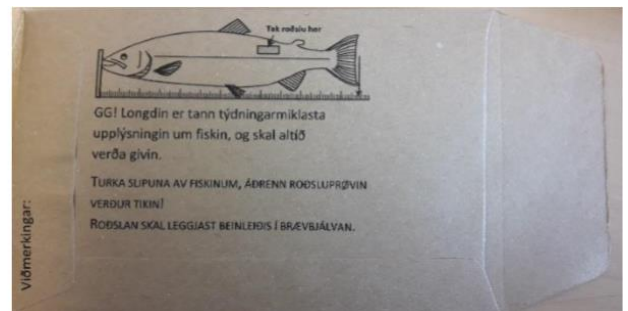 Tak roðslu her
GG! Longdin er tann týdningarmiklasta
upplýsningin um fiskin, og skal altíð
verða givin.
TURKA SLIPUNA AV FISKINUM, ÁÐRENN ROÐSLUPRØVIN
VERÐUR TIKIN!
ROÐSLAN SKAL LEGGJAST BEINLEIÐIS Í BRÆVBJÁLVAN.
Viðmerkingar: